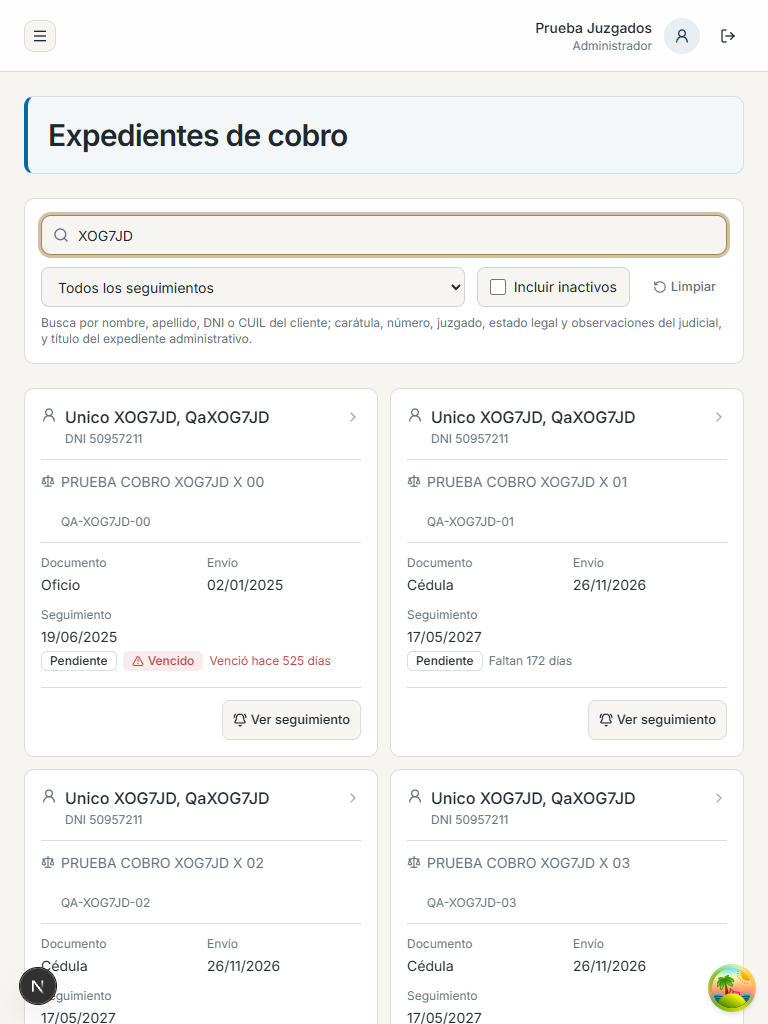 Prueba Juzgados
Administrador
Expedientes de cobro
XOG7JD
Todos los seguimientos
Incluir inactivos
Limpiar
Busca por nombre, apellido, DNI o CUIL del cliente; carátula, número, juzgado, estado legal y observaciones del judicial,
y título del expediente administrativo.
Unico XOG7JD, QaXOG7JD
DNI 50957211
PRUEBA COBRO XOG7JD X 00
QA-XOG7JD-00
Documento Envío
Oficio 02/01/2025
Seguimiento
19/06/2025
Pendiente Vencido Venció hace 525 días
Ver seguimiento
Unico XOG7JD, QaXOG7JD
DNI 50957211
PRUEBA COBRO XOG7JD X 01
QA-XOG7JD-01
Documento Envío
Cédula 26/11/2026
Seguimiento
17/05/2027
Pendiente Faltan 172 días
Ver seguimiento
Unico XOG7JD, QaXOG7JD
DNI 50957211
PRUEBA COBRO XOG7JD X 02
QA-XOG7JD-02
Documento Envío
Cédula 26/11/2026
Seguimiento
17/05/2027
N
Unico XOG7JD, QaXOG7JD
DNI 50957211
PRUEBA COBRO XOG7JD X 03
QA-XOG7JD-03
Documento Envío
Cédula 26/11/2026
Seguimiento
17/05/2027